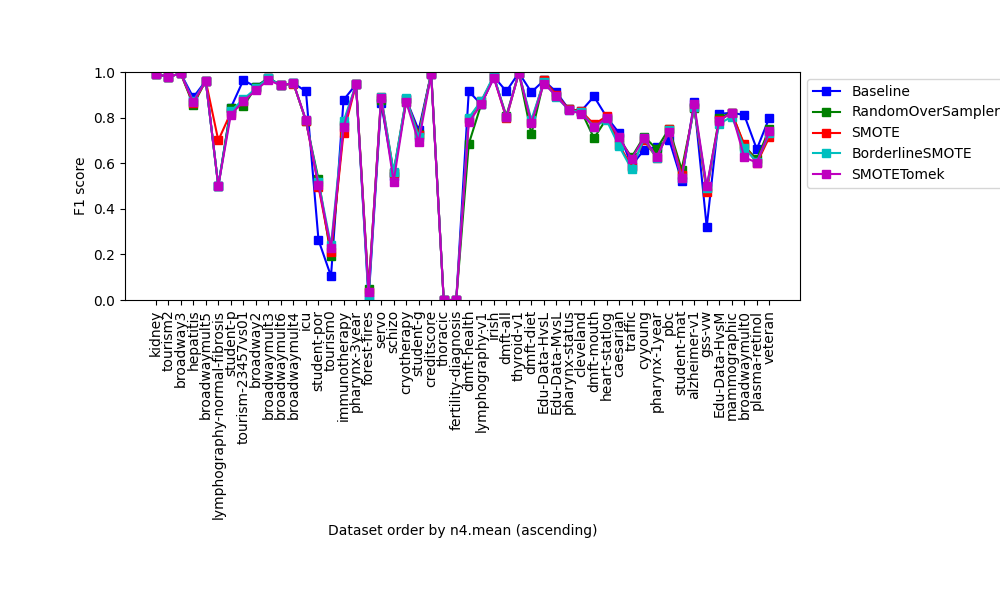 1.0
0.8
0.6
0.4
0.2
0.0
F1 score
Baseline
RandomOverSampler
SMOTE
BorderlineSMOTE
SMOTETomek
kidney
tourism2
broadway3
hepatitis
broadwaymult5
lymphography-normal-fibrosis
student-p
tourism-23457vs01
broadway2
broadwaymult3
broadwaymult6
broadwaymult4
icu
student-por
tourism0
immunotherapy
pharynx-3year
forest-fires
servo
schizo
cryotherapy
student-g
creditscore
thoracic
fertility-diagnosis
dmft-health
lymphography-v1
irish
dmft-all
thyroid-v1
dmft-diet
Edu-Data-HvsL
Edu-Data-MvsL
pharynx-status
cleveland
dmft-mouth
heart-statlog
caesarian
traffic
cyyoung
pharynx-1year
pbc
student-mat
alzheimer-v1
gss-vw
Edu-Data-HvsM
mammographic
broadwaymult0
plasma-retinol
veteran
Dataset order by n4.mean (ascending)